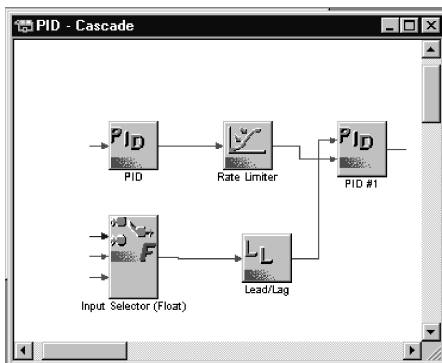 PID - Cascade
PID
PID
PID
Rate Limiter
PID #1
F
LL
Input Selector (Float)
Lead/Lag